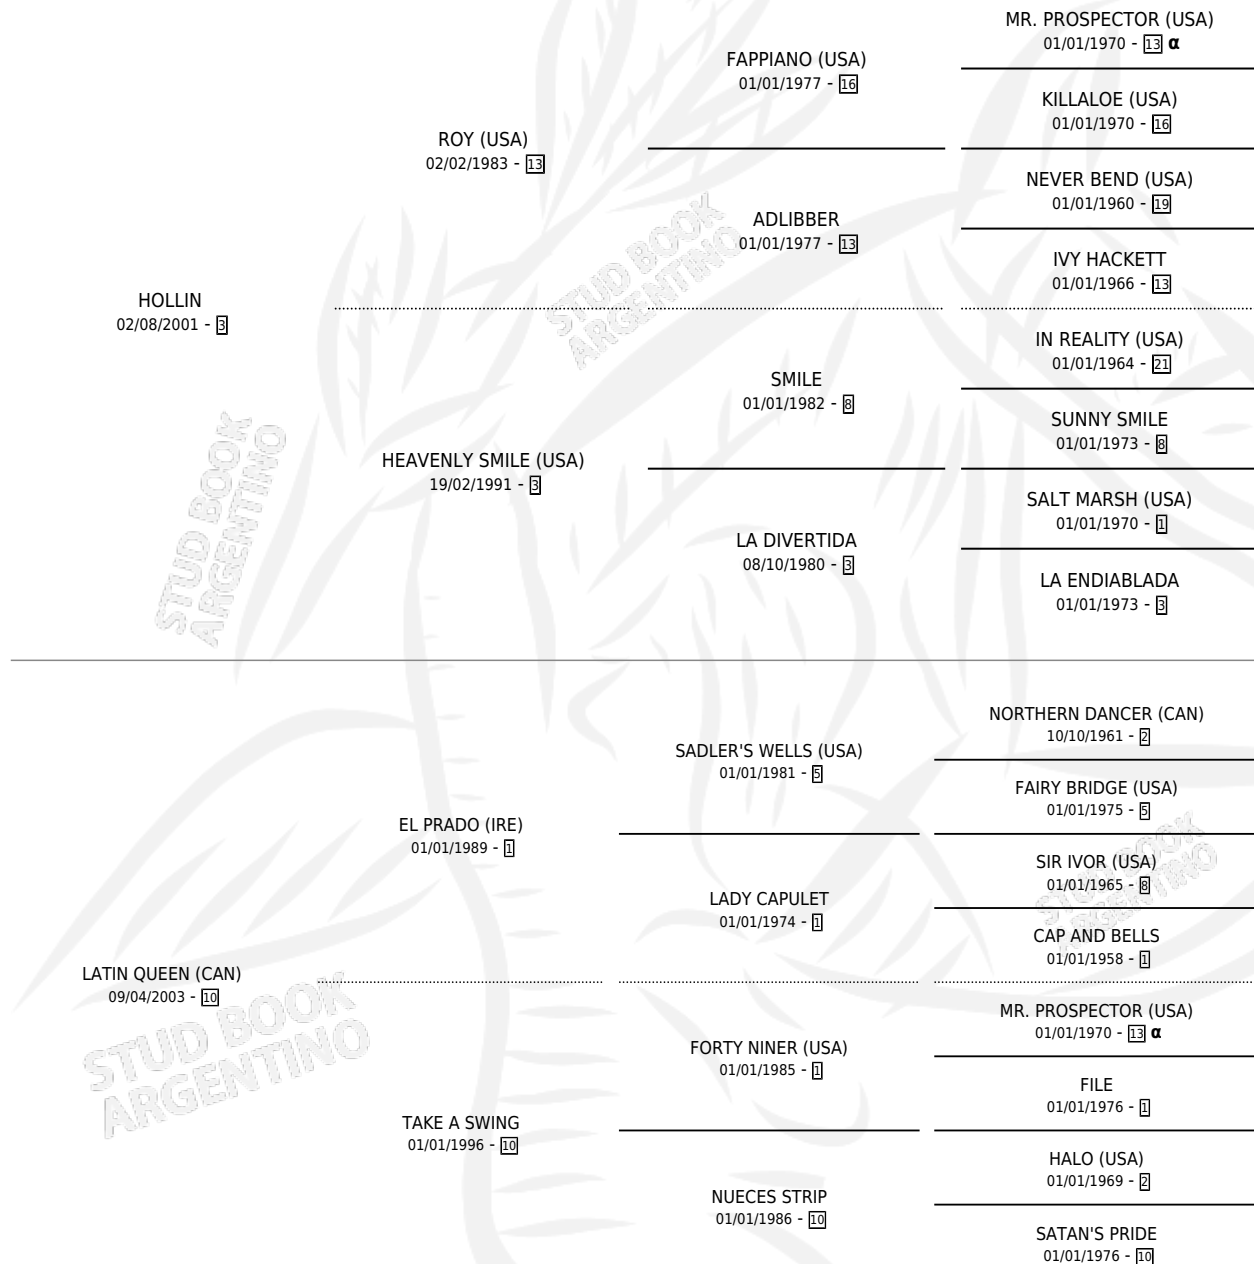 MR. PROSPECTOR (USA)
01/01/1970 - 13 α
FAPPIANO (USA)
01/01/1977 - 16
KILLALOE (USA)
01/01/1970 - 16
ROY (USA)
02/02/1983 - 13
NEVER BEND (USA)
01/01/1960 - 19
ADLIBBER
01/01/1977 - 13
IVY HACKETT
01/01/1966 - 13
HOLLIN
02/08/2001 - 3
IN REALITY (USA)
01/01/1964 - 21
SMILE
01/01/1982 - 8
SUNNY SMILE
01/01/1973 - 8
HEAVENLY SMILE (USA)
19/02/1991 - 3
SALT MARSH (USA)
01/01/1970 - 1
LA DIVERTIDA
08/10/1980 - 3
LA ENDIABLADA
01/01/1973 - 3
NORTHERN DANCER (CAN)
10/10/1961 - 2
SADLER'S WELLS (USA)
01/01/1981 - 5
FAIRY BRIDGE (USA)
01/01/1975 - 5
EL PRADO (IRE)
01/01/1989 - 1
SIR IVOR (USA)
01/01/1965 - 8
LADY CAPULET
01/01/1974 - 1
CAP AND BELLS
01/01/1958 - 1
LATIN QUEEN (CAN)
09/04/2003 - 10
MR. PROSPECTOR (USA)
01/01/1970 - 13 α
FORTY NINER (USA)
01/01/1985 - 1
FILE
01/01/1976 - 1
TAKE A SWING
01/01/1996 - 10
HALO (USA)
01/01/1969 - 2
NUECES STRIP
01/01/1986 - 10
SATAN'S PRIDE
01/01/1976 - 10
STUD BOOK
ARGENTINO
STUD BOOK
ARGENTINO
STUD BOOK
ARGENTINO
STUD BOOK
ARGENTINO